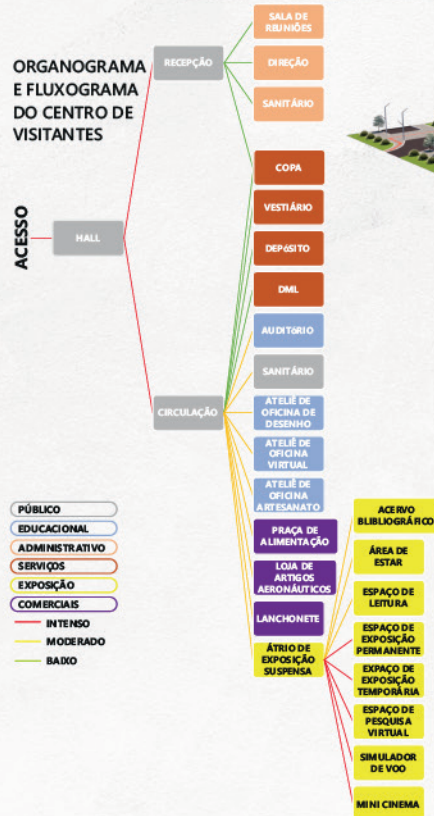 ORGANOGRAMA
E FLUXOGRAMA
DO CENTRO DE
VISITANTES
ACESSO
HALL
RECEPÇÃO
CIRCULAÇÃO
SALA DE
REUNIÕES
DIREÇÃO
SANITÁRIO
COPA
VESTIÁRIO
DEPóSITO
DML
AUDITóRIO
SANITÁRIO
ATELIÊ DE
OFICINA DE
DESENHO
ATELIÊ DE
OFICINA
VIRTUAL
ATELIÊ DE
OFICINA
ARTESANATO
PRAÇA DE
ALIMENTAÇÃO
LOJA DE
ARTIGOS
AERONÁUTICOS
LANCHONETE
ÁTRIO DE
EXPOSIÇÃO
SUSPENSA
ACERVO
BLIBLIOGRÁFICO
ÁREA DE
ESTAR
ESPAÇO DE
LEITURA
ESPAÇO DE
EXPOSIÇÃO
PERMANENTE
EXPAÇO DE
EXPOSIÇÃO
TEMPORÁRIA
ESPAÇO DE
PESQUISA
VIRTUAL
SIMULADOR
DE VOO
MINI CINEMA
PÚBLICO
EDUCACIONAL
ADMINISTRATIVO
SERVIÇOS
EXPOSIÇÃO
COMERCIAIS
INTENSO
MODERADO
BAIXO